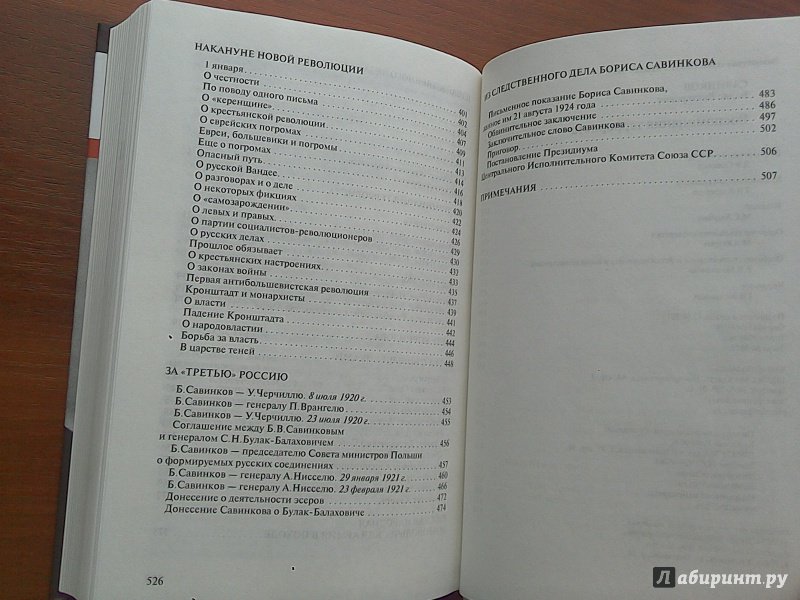 НАКАНУНЕ НОВОЙ РЕВОЛЮЦИИ
1 января
О честности 401
По поводу одного письма 402
О «керенщине» 404
О крестьянской революции 407
О еврейских погромах 409
Евреи, большевики и погромы 411
Еще о погромах 413
Опасный путь 414
О русской Вандее 416
О разговорах и о деле 418
О некоторых фикциях 420
О «самозарождении» 422
О левых и правых 424
О партии социалистов-революционеров 426
О русских делах 429
Прошлое обязывает 430
О крестьянских настроениях 432
О законах войны 433
Первая антибольшевистская революция 435
Кронштадт и монархисты 437
О власти 439
Падение Кронштадта 441
О народовластии 442
Борьба за власть 444
В царстве теней 446
448
ЗА «ТРЕТЬЮ» РОССИЮ
Б.Савинков — У.Черчиллю. 8 июля 1920 г. 453
Б.Савинков — генералу П.Врангелю 454
Б.Савинков — У.Черчиллю. 23 июля 1920 г. 455
Соглашение между Б.В.Савинковым
и генералом С.Н.Булак-Балаховичем 456
Б.Савинков — председателю Совета министров Польши
о формируемых русских соединениях 457
Б.Савинков — генералу А.Нисселю. 29 января 1921 г. 460
Б.Савинков — генералу А.Нисселю. 23 февраля 1921 г. 466
Донесение о деятельности эсеров 472
Донесение Савинкова о Булак-Балаховиче 474
526
ИЗ СЛЕДСТВЕННОГО ДЕЛА БОРИСА САВИНКОВА
Письменное показание Бориса Савинкова,
данное им 21 августа 1924 года 483
Обвинительное заключение 486
Заключительное слово Савинкова 497
Приговор 502
Постановление Президиума
Центрального Исполнительного Комитета Союза ССР 506
ПРИМЕЧАНИЯ 507
Лабиринт.ру